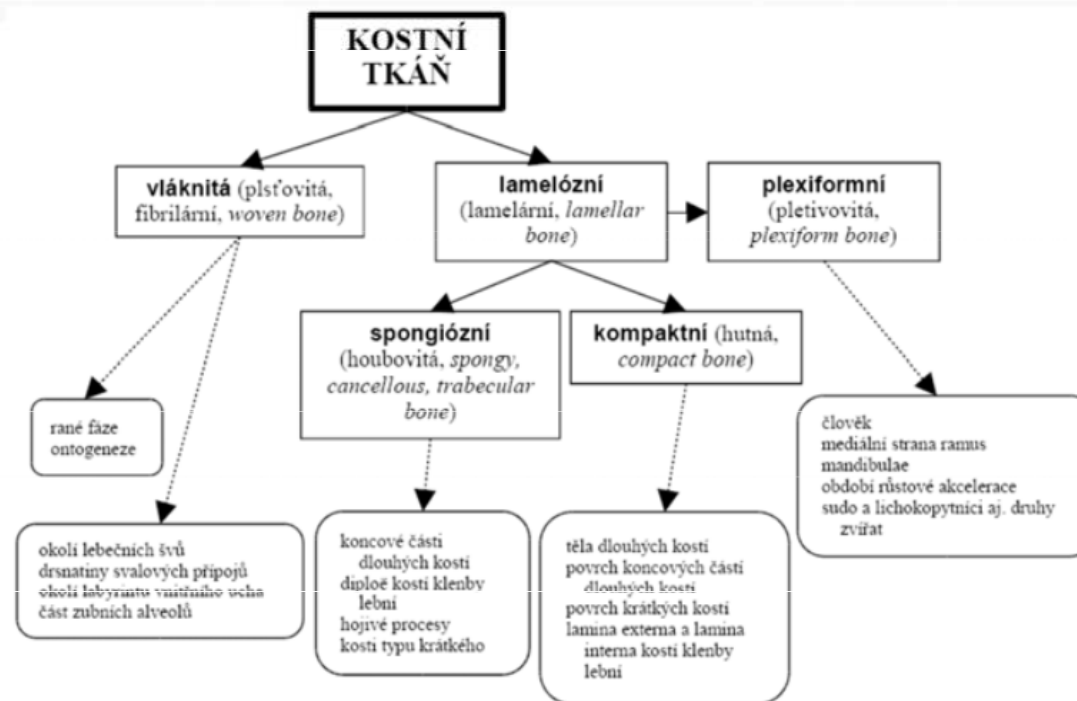 KOSTNÍ
TKÁŇ
vláknitá (plsťovitá,
fibrilární, woven bone)
lamelózní
(lamelární, lamellar
bone)
plexiformní
(pletivovitá,
plexiform bone)
spongiózní
(houbovitá, spongy,
cancellous, trabecular
bone)
kompaktní (hutná,
compact bone)
rané fáze
ontogeneze
člověk
mediální strana ramus
mandibulae
období růstové akcelerace
sudo a lichokopytníci aj. druhy
zvířat
okolí lebečních švů
drsnatiny svalových přípojů
okolí labyrintu vnitřního ucha
část zubních alveolů
koncové části
dlouhých kostí
diploë kostí klenby
lební
hojivé procesy
kosti typu krátkého
těla dlouhých kostí
povrch koncových částí
dlouhých kostí
povrch krátkých kostí
lamina externa a lamina
interna kostí klenby
lební